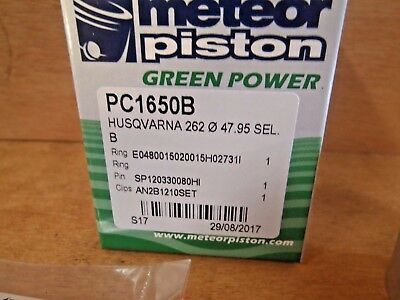 meteor
piston
GREEN POWER
PC1650B
HUSQVARNA 262 Ø 47.95 SEL.
B
Ring E0480015020015H02731I 1
Ring
Pin SP120330080HI 1
Clips AN2B1210SET 1
S17 29/08/2017
www.meteorpiston.com